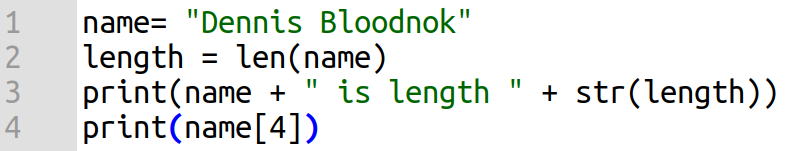 1 name= "Dennis Bloodnok"
2 length = len(name)
3 print(name + " is length " + str(length))
4 print(name[4])